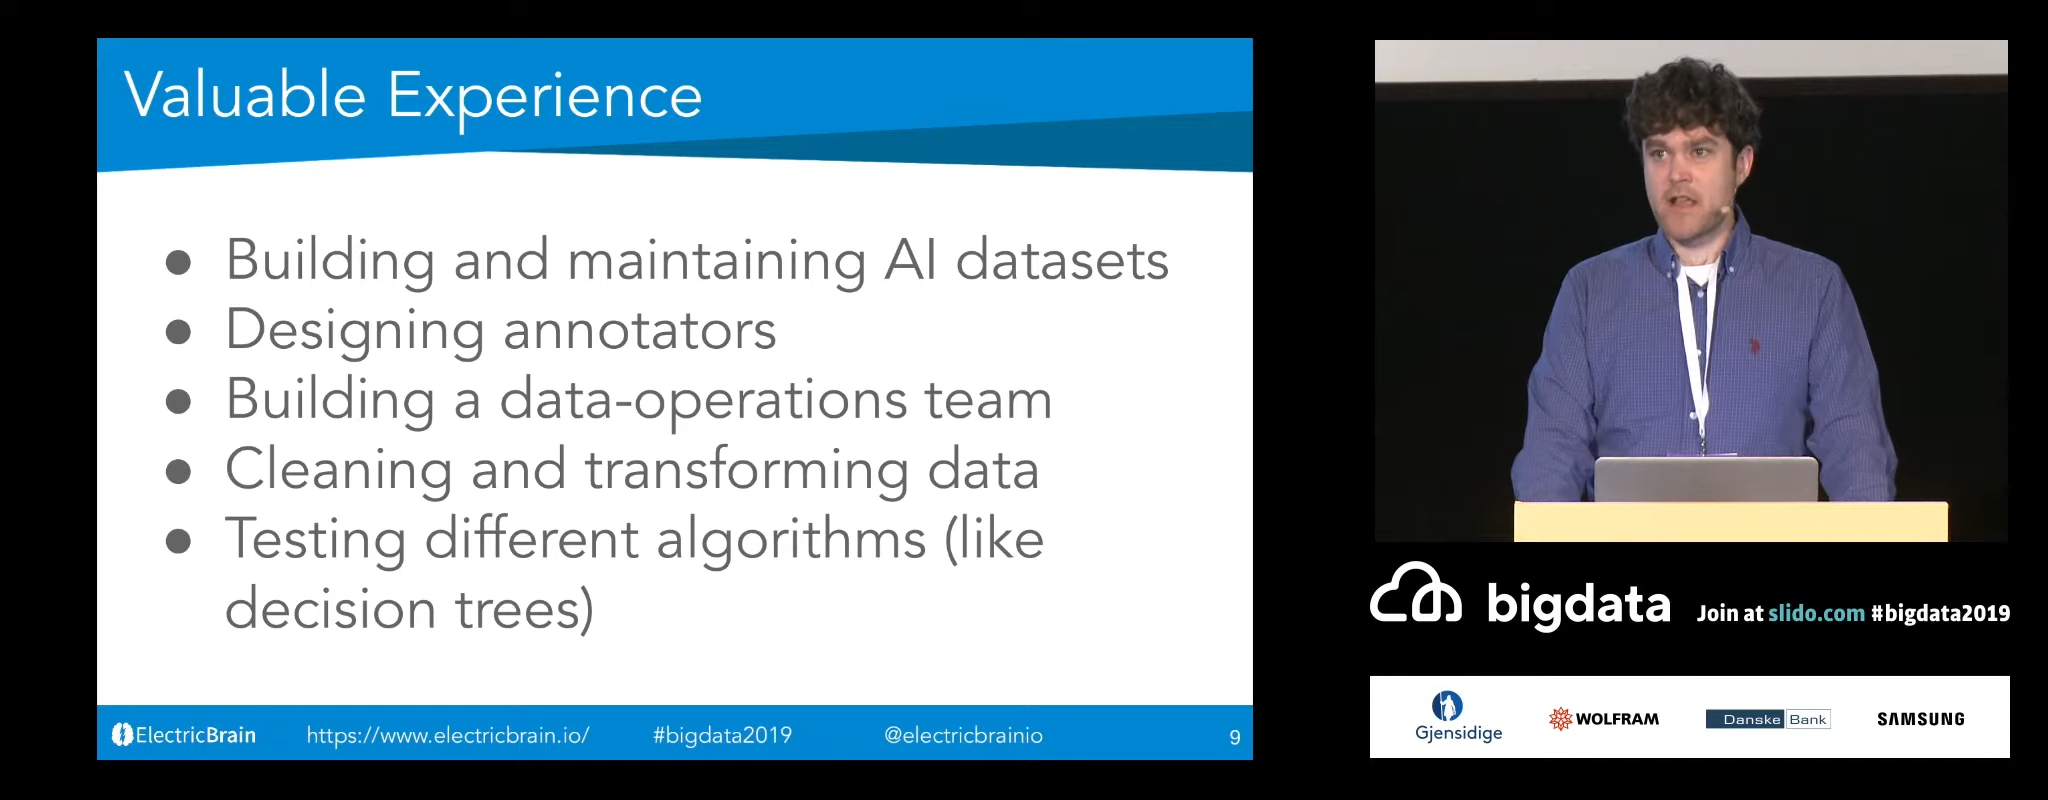 Valuable Experience
● Building and maintaining AI datasets
● Designing annotators
● Building a data-operations team
● Cleaning and transforming data
● Testing different algorithms (like
decision trees)
ElectricBrain https://www.electricbrain.io/ #bigdata2019 @electricbrainio 9
bigdata Join at slido.com #bigdata2019
Gjensidige WOLFRAM Danske Bank SAMSUNG